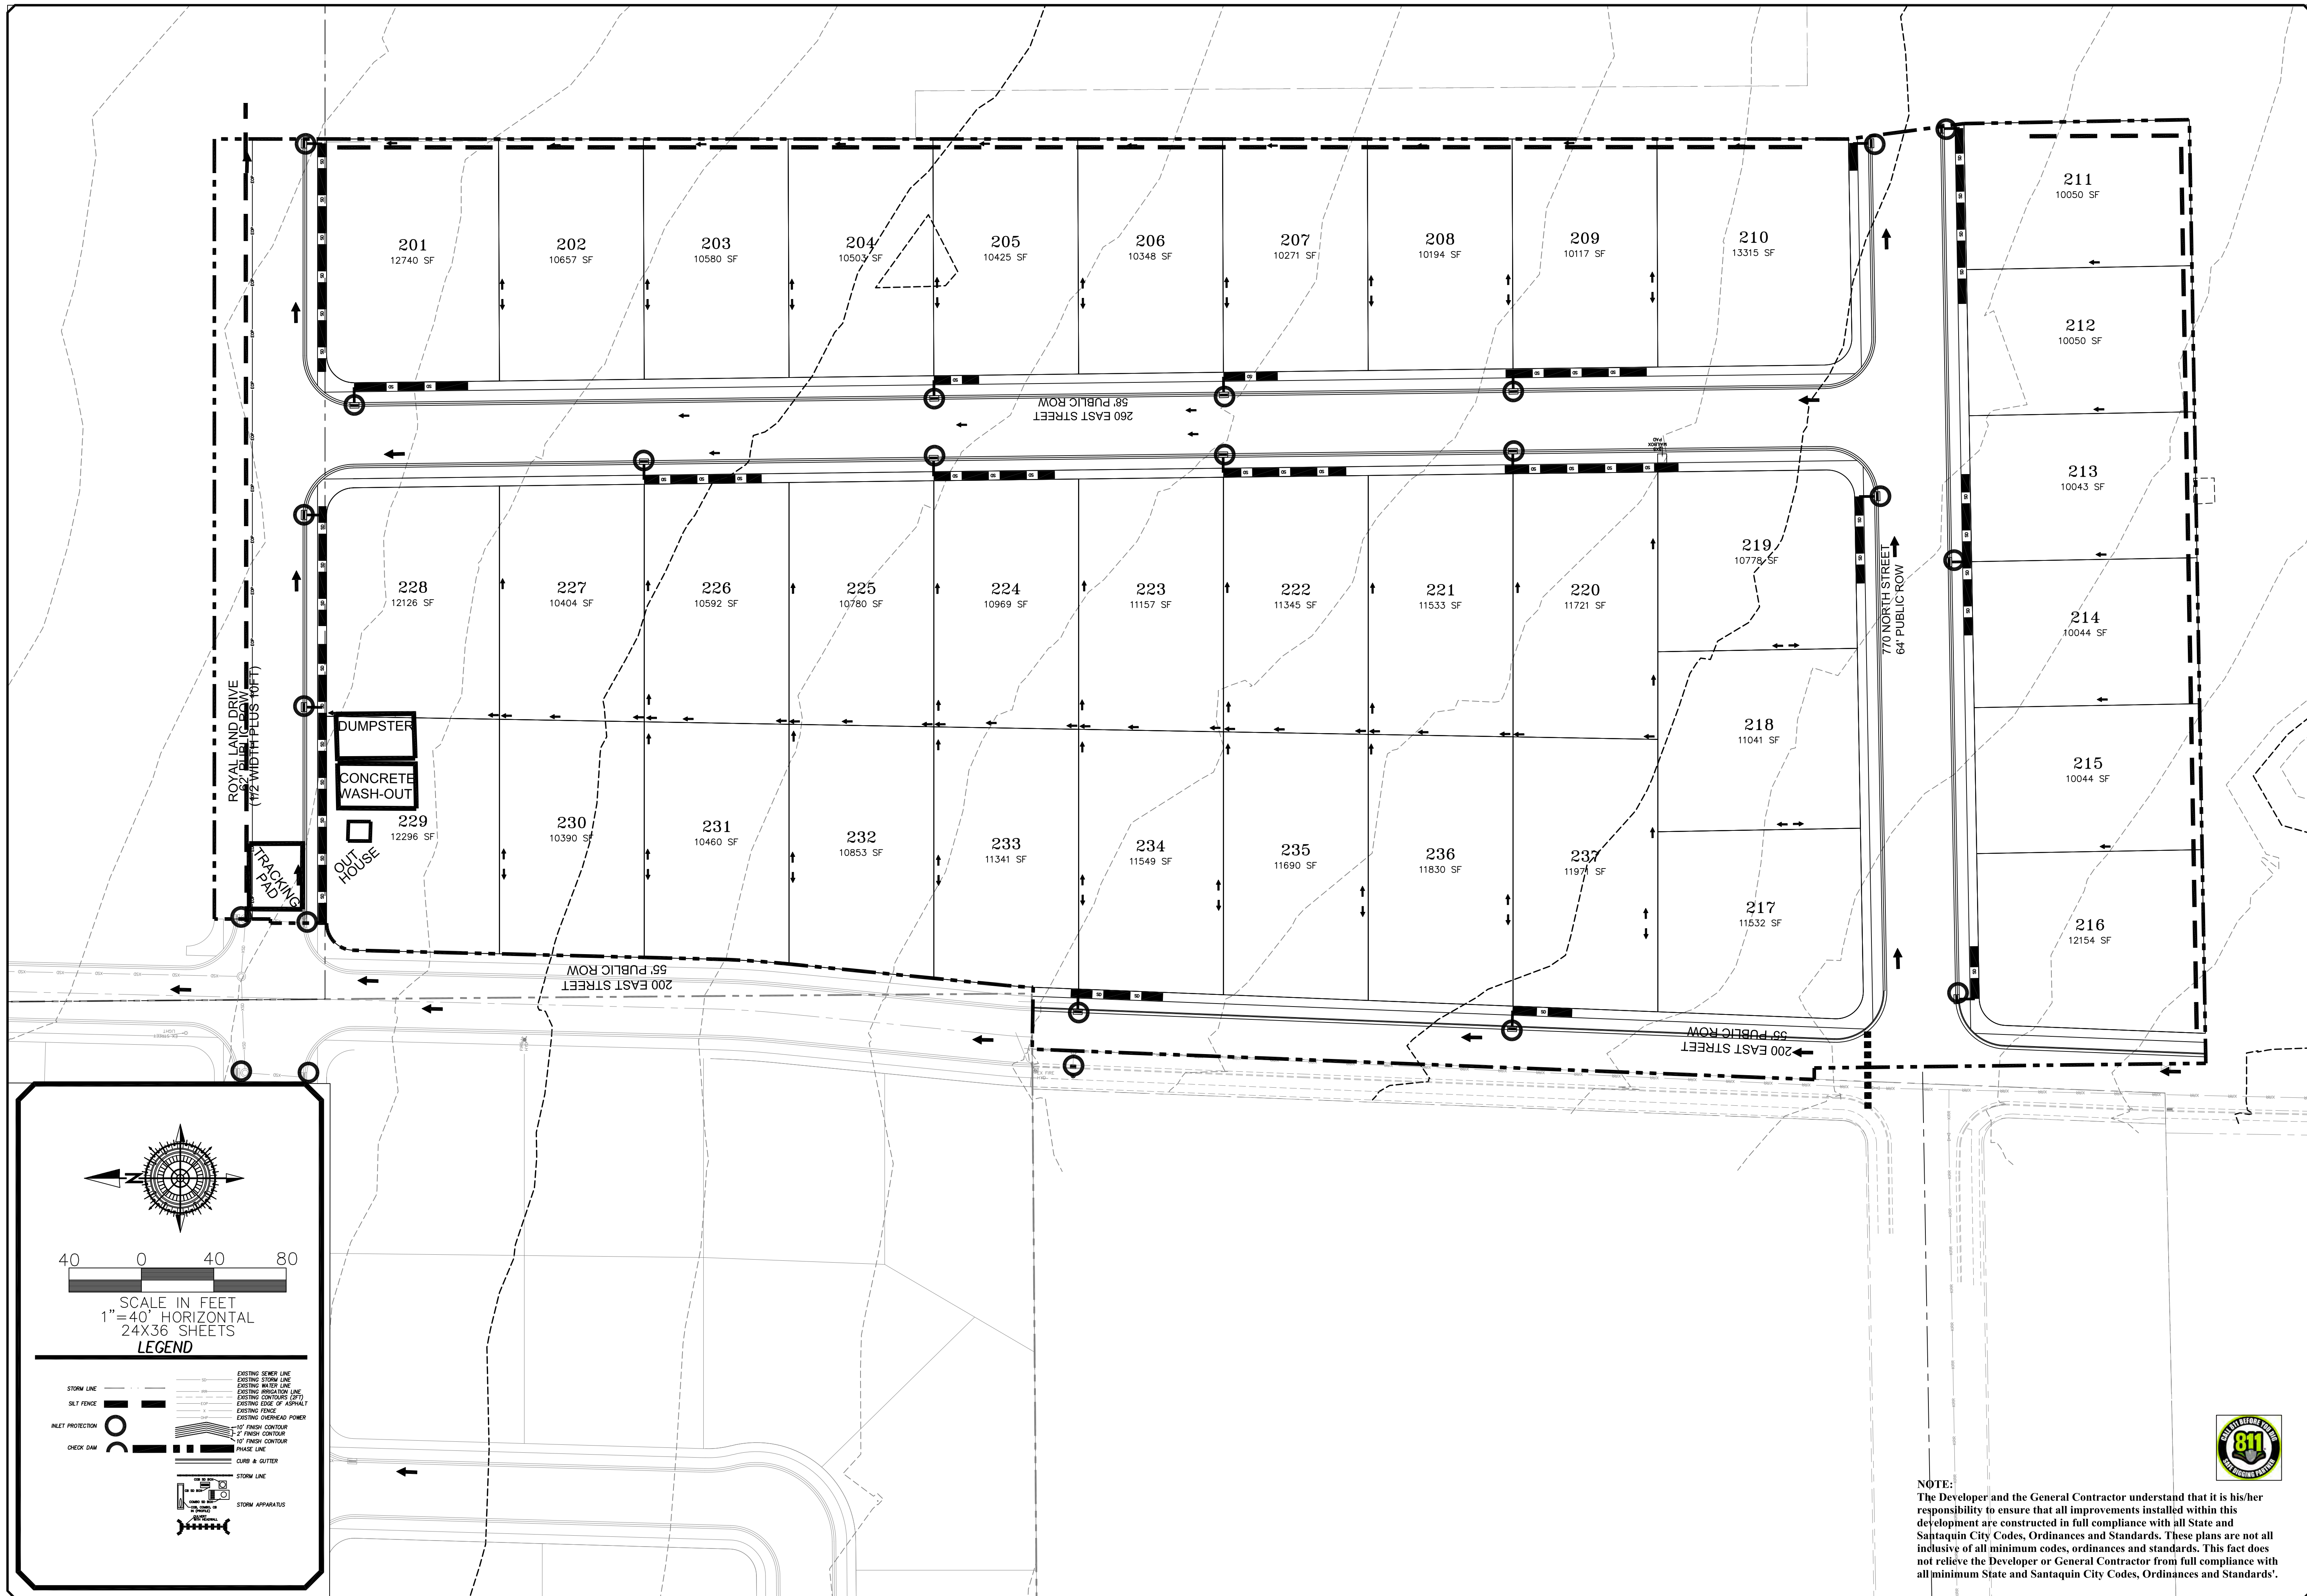 201
12740 SF
202
10657 SF
203
10580 SF
204
10503 SF
205
10425 SF
206
10348 SF
207
10271 SF
208
10194 SF
209
10117 SF
210
13315 SF
211
10050 SF
212
10050 SF
213
10043 SF
214
10044 SF
215
10044 SF
216
12154 SF
260 EAST STREET
58' PUBLIC ROW
MAILBOX
PAD
228
12126 SF
227
10404 SF
226
10592 SF
225
10780 SF
224
10969 SF
223
11157 SF
222
11345 SF
221
11533 SF
220
11721 SF
219
10778 SF
218
11041 SF
217
11532 SF
770 NORTH STREET
64' PUBLIC ROW
ROYAL LAND DRIVE
62' PUBLIC ROW
(1/2 WIDTH PLUS 10FT)
DUMPSTER
CONCRETE
WASH-OUT
OUT
HOUSE
TRACKING
PAD
229
12296 SF
230
10390 SF
231
10460 SF
232
10853 SF
233
11341 SF
234
11549 SF
235
11690 SF
236
11830 SF
237
11971 SF
200 EAST STREET
55' PUBLIC ROW
200 EAST STREET
55' PUBLIC ROW
N
40 0 40 80
SCALE IN FEET
1"=40' HORIZONTAL
24X36 SHEETS
LEGEND
STORM LINE
SILT FENCE
INLET PROTECTION
CHECK DAM
EXISTING SEWER LINE
EXISTING STORM LINE
EXISTING WATER LINE
EXISTING IRRIGATION LINE
EXISTING CONTOURS (2FT)
EXISTING EDGE OF ASPHALT
EXISTING FENCE
EXISTING OVERHEAD POWER
10' FINISH CONTOUR
2' FINISH CONTOUR
10' FINISH CONTOUR
PHASE LINE
CURB & GUTTER
STORM LINE
STORM APPARATUS
CALL 811 BEFORE YOU DIG
811
SAFE DIGGING PARTNER
NOTE:
The Developer and the General Contractor understand that it is his/her
responsibility to ensure that all improvements installed within this
development are constructed in full compliance with all State and
Santaquin City Codes, Ordinances and Standards. These plans are not all
inclusive of all minimum codes, ordinances and standards. This fact does
not relieve the Developer or General Contractor from full compliance with
all minimum State and Santaquin City Codes, Ordinances and Standards'.